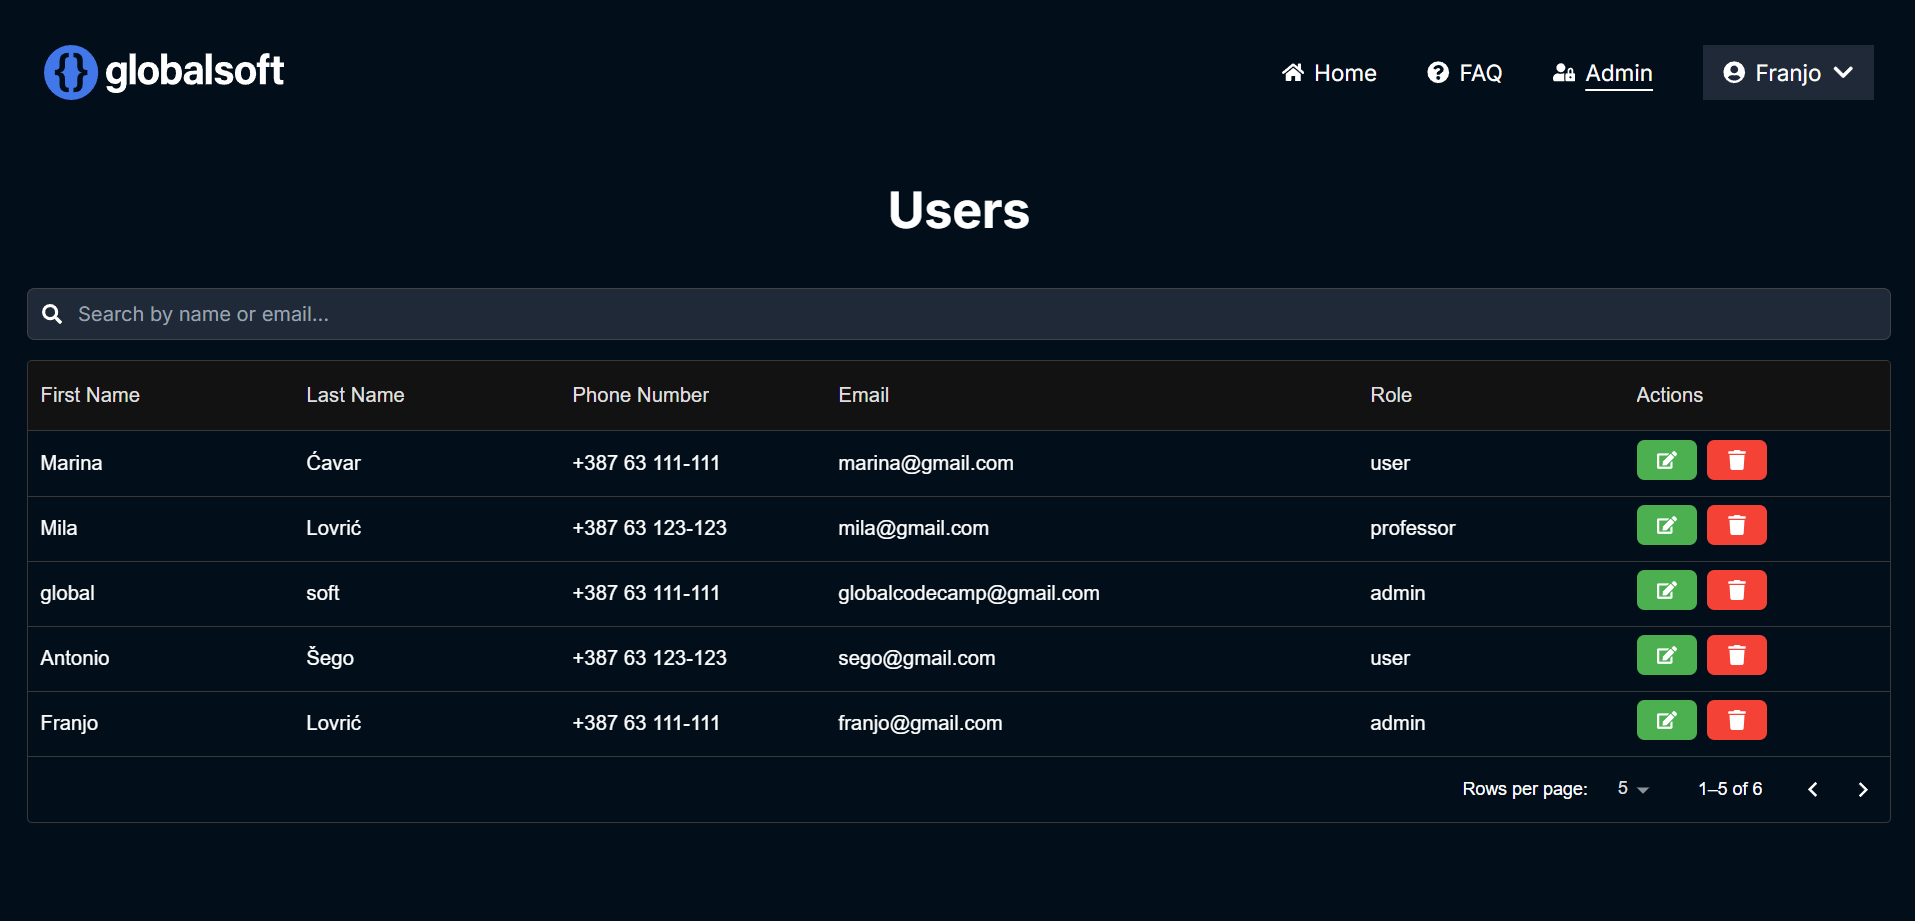 {} globalsoft Home FAQ Admin Franjo
Users
Search by name or email...
First Name Last Name Phone Number Email Role Actions
Marina Ćavar +387 63 111-111 marina@gmail.com user
Mila Lovrić +387 63 123-123 mila@gmail.com professor
global soft +387 63 111-111 globalcodecamp@gmail.com admin
Antonio Šego +387 63 123-123 sego@gmail.com user
Franjo Lovrić +387 63 111-111 franjo@gmail.com admin
Rows per page: 5 1–5 of 6